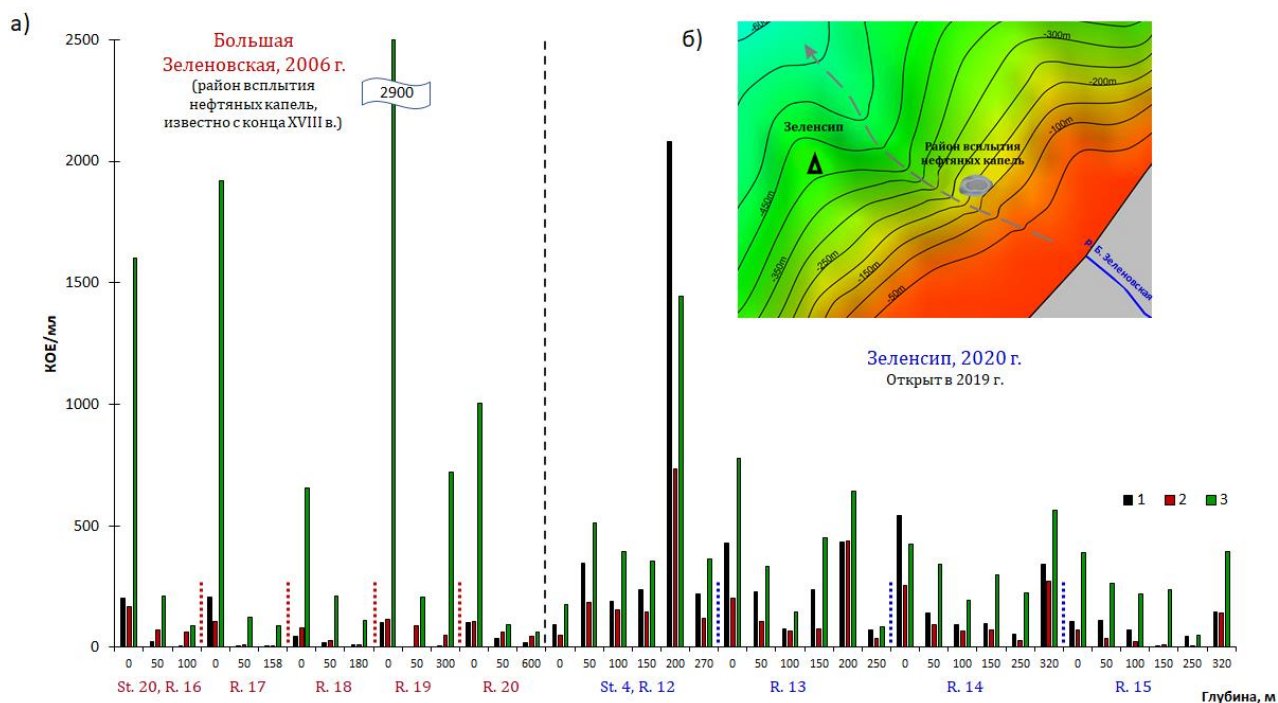 а)
Большая
Зеленовская, 2006 г.
(район всплытия
нефтяных капель,
известно с конца XVIII в.)
2900
КОЕ/мл
2500
2000
1500
1000
500
0
б)
-300m
-200m
-100m
Зеленсип
Район всплытия
нефтяных капель
-450m
-350m
-250m
-150m
-50m
р. Б. Зеленовская
Зеленсип, 2020 г.
Открыт в 2019 г.
1 2 3
0 50 100 0 50 158 0 50 180 0 50 300 0 50 600 0 50 100 150 200 270 0 50 100 150 200 250 0 50 100 150 250 320 0 50 100 150 250 320
St. 20, R. 16 R. 17 R. 18 R. 19 R. 20 St. 4, R. 12 R. 13 R. 14 R. 15
Глубина, м